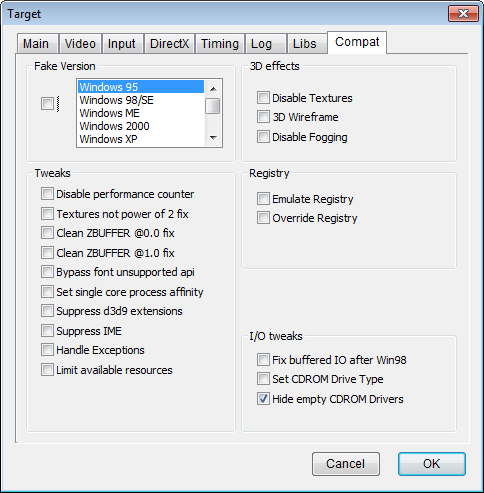 Target
Main
Video
Input
DirectX
Timing
Log
Libs
Compat
Fake Version
Windows 95
Windows 98/SE
Windows ME
Windows 2000
Windows XP
3D effects
Disable Textures
3D Wireframe
Disable Fogging
Tweaks
Disable performance counter
Textures not power of 2 fix
Clean ZBUFFER @0.0 fix
Clean ZBUFFER @1.0 fix
Bypass font unsupported api
Set single core process affinity
Suppress d3d9 extensions
Suppress IME
Handle Exceptions
Limit available resources
Registry
Emulate Registry
Override Registry
I/O tweaks
Fix buffered IO after Win98
Set CDROM Drive Type
Hide empty CDROM Drivers
Cancel
OK